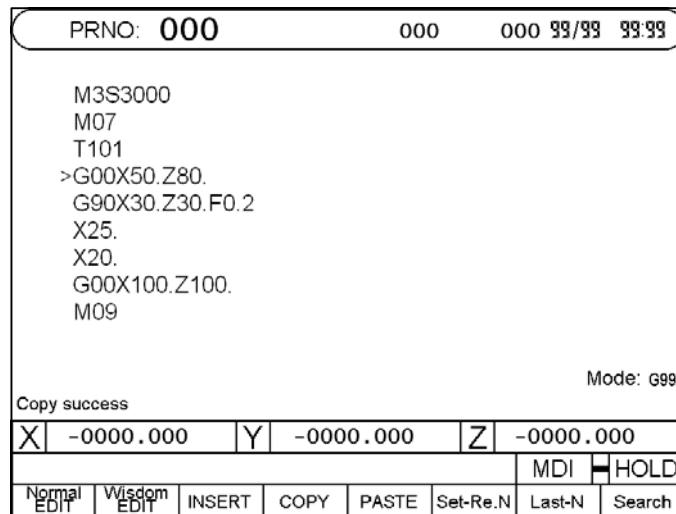 PRNO: 000 000 000 99/99 99:99
M3S3000
M07
T101
>G00X50.Z80.
G90X30.Z30.F0.2
X25.
X20.
G00X100.Z100.
M09
Mode: G99
Copy success
X -0000.000 Y -0000.000 Z -0000.000
MDI HOLD
Normal EDIT Wisdom EDIT INSERT COPY PASTE Set-Re.N Last-N Search